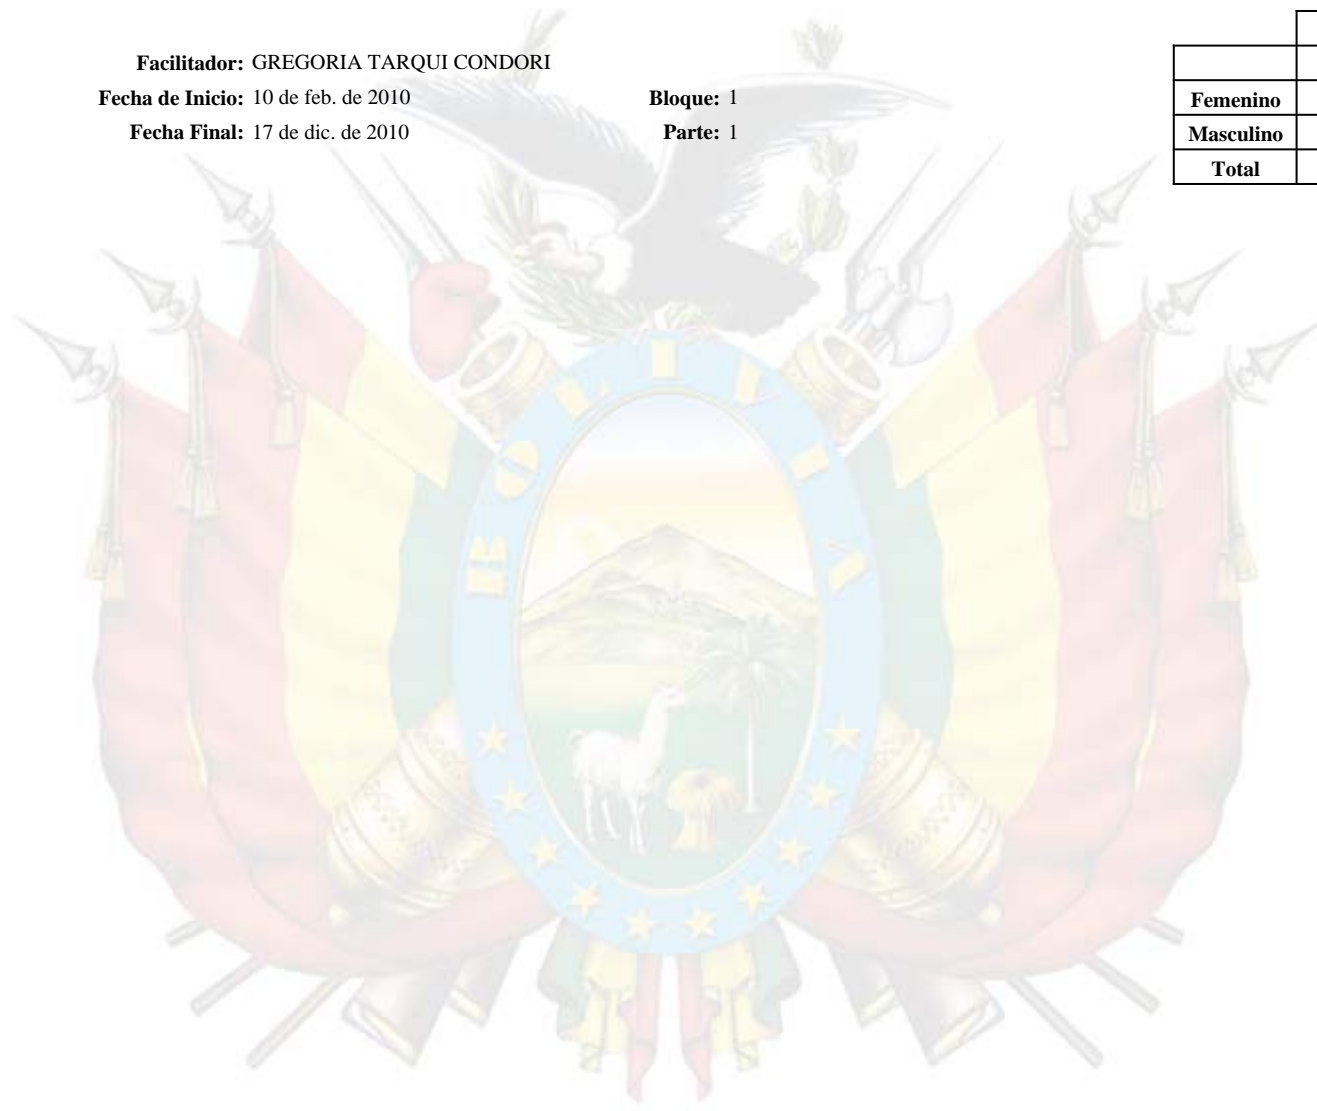 Facilitador: GREGORIA TARQUI CONDORI
Fecha de Inicio: 10 de feb. de 2010 Bloque: 1
Fecha Final: 17 de dic. de 2010 Parte: 1
Femenino
Masculino
Total
BOLIVIA